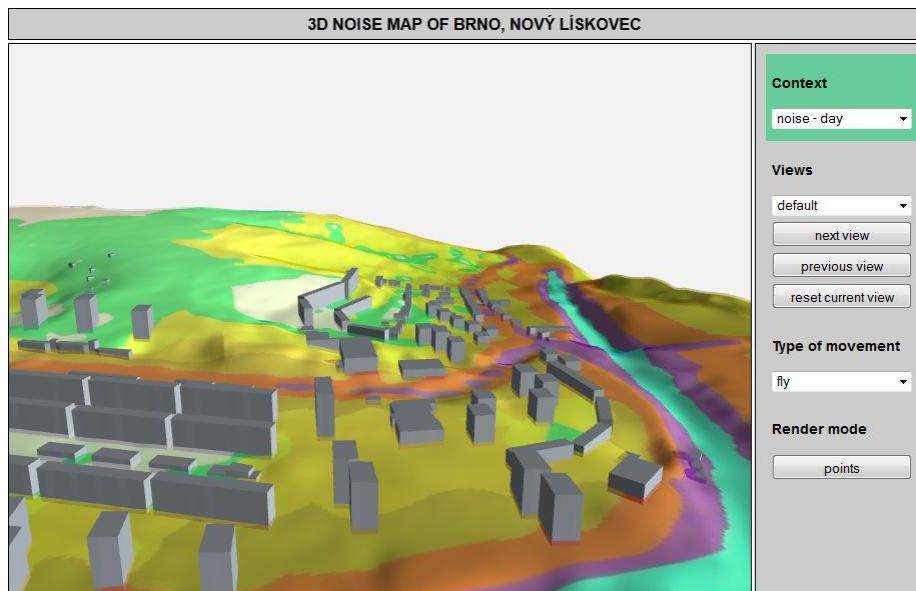 3D NOISE MAP OF BRNO, NOVÝ LÍSKOVEC
Context
noise - day
Views
default
next view
previous view
reset current view
Type of movement
fly
Render mode
points